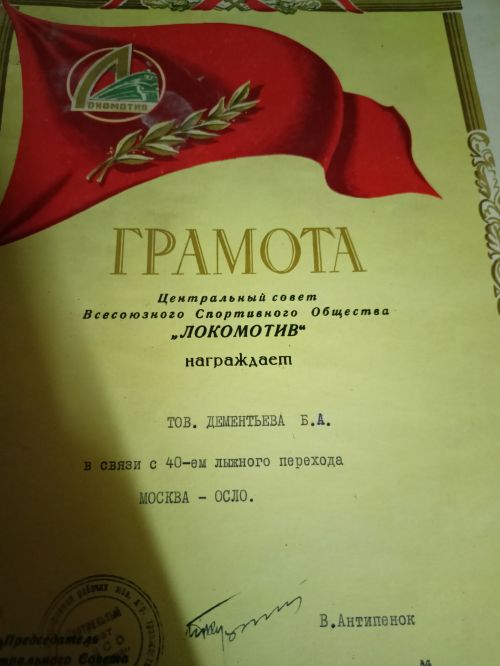 Локомотив
ГРАМОТА
Центральный совет
Всесоюзного Спортивного Общества
„ЛОКОМОТИВ“
награждает
ТОВ. ДЕМЕНТЬЕВА Б.А.
в связи с 40-ем лыжного перехода
МОСКВА - ОСЛО.
В.Антипенок
Председатель
№